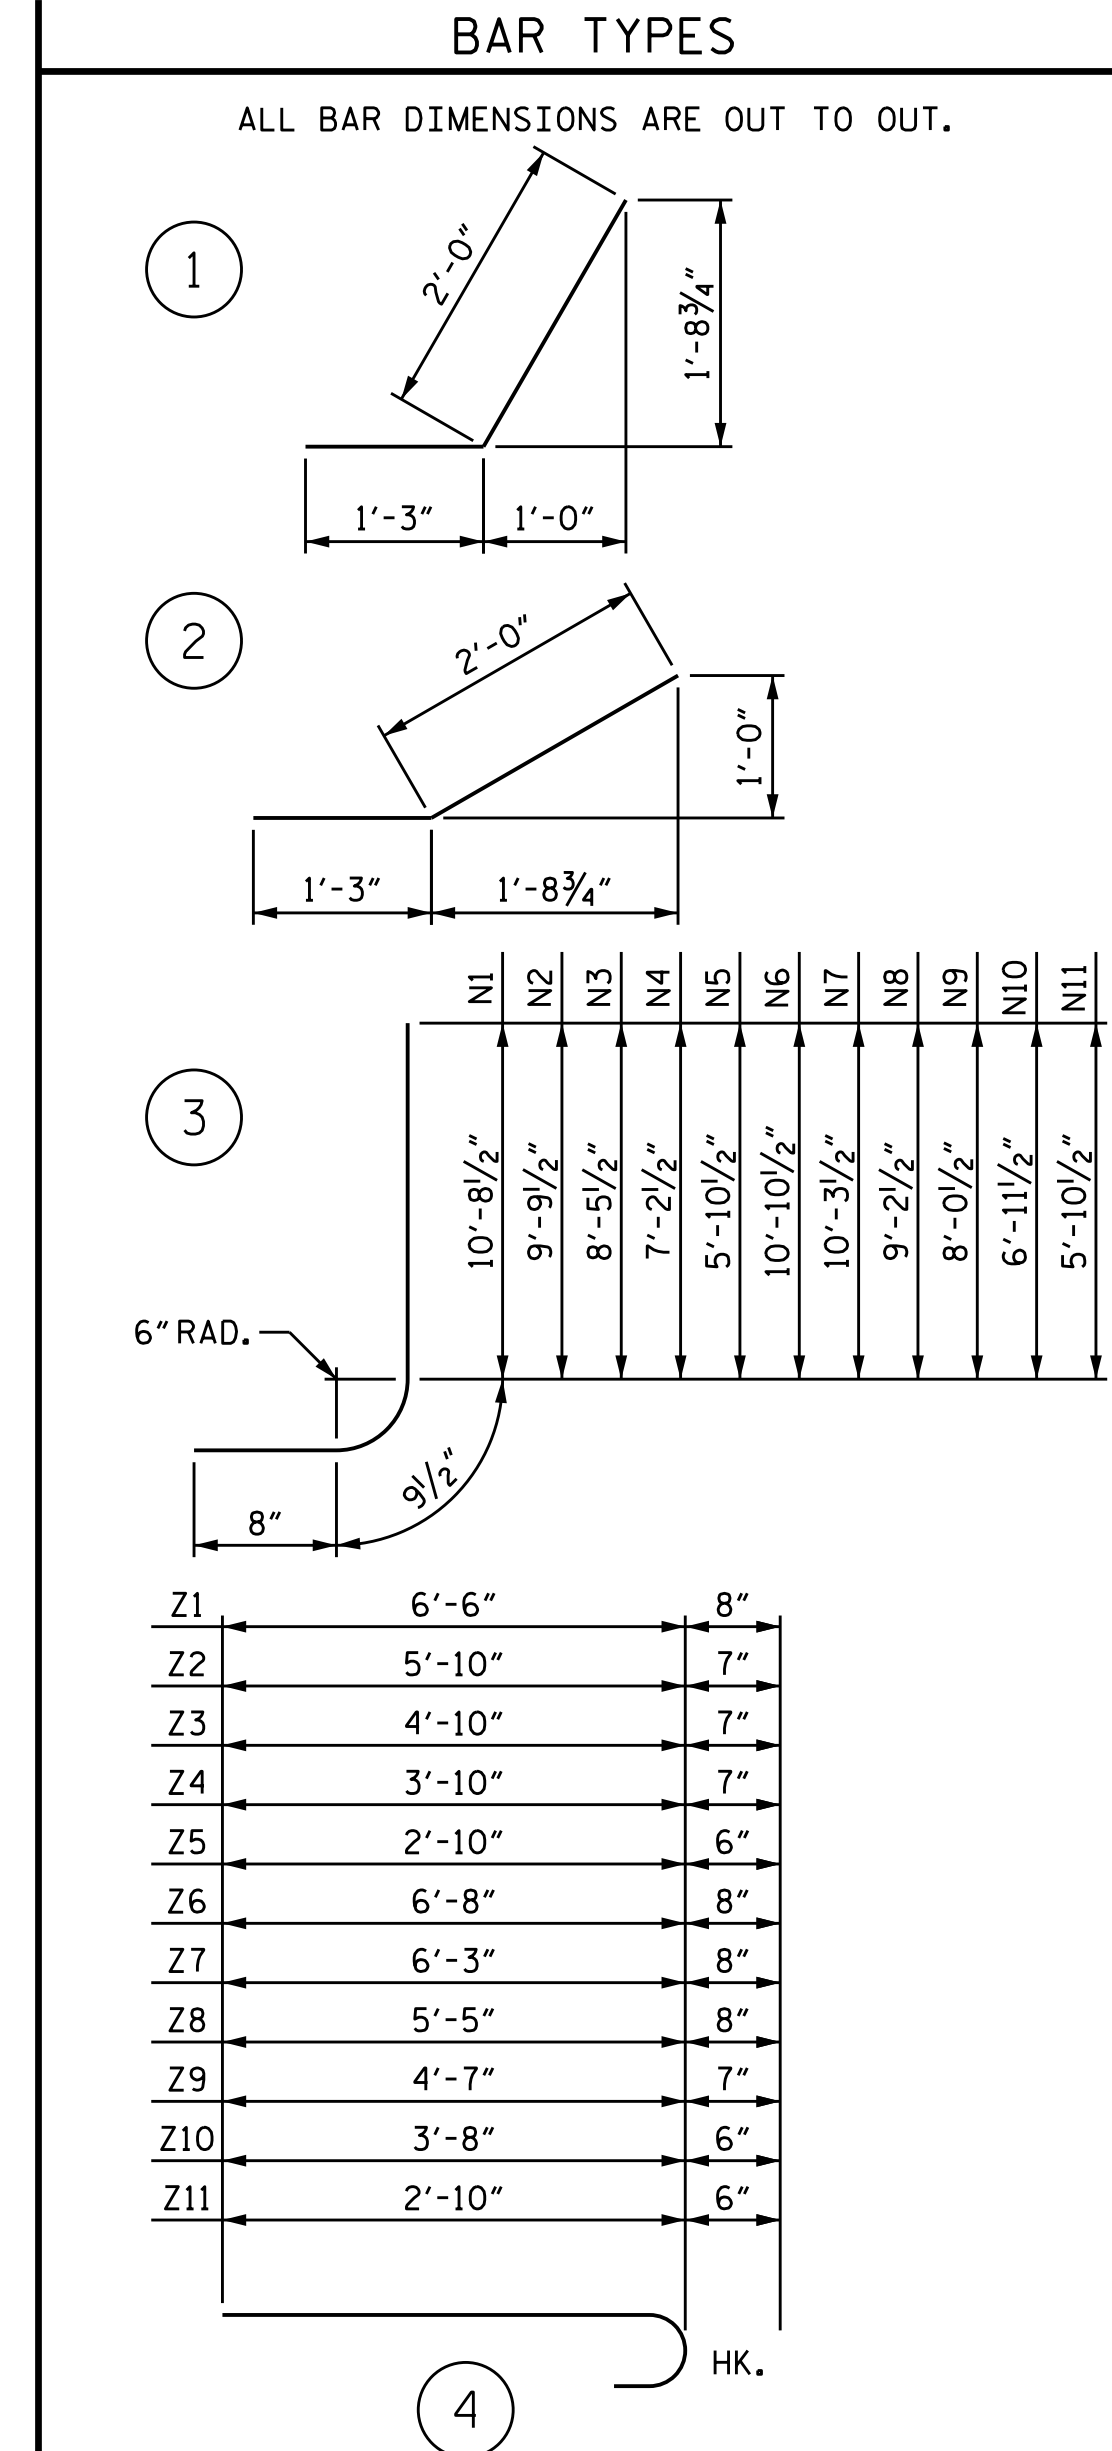 BAR TYPES
ALL BAR DIMENSIONS ARE OUT TO OUT.
1
2'-0"
1'-8¾"
1'-3" 1'-0"
2
2'-0"
1'-0"
1'-3" 1'-8¾"
N1 N2 N3 N4 N5 N6 N7 N8 N9 N10 N11
3
10'-8½" 9'-9½" 8'-5½" 7'-2½" 5'-10½" 10'-10½" 10'-3½" 9'-2½" 8'-0½" 6'-11½" 5'-10½"
6" RAD.
9½"
8"
Z1 6'-6" 8"
Z2 5'-10" 7"
Z3 4'-10" 7"
Z4 3'-10" 7"
Z5 2'-10" 6"
Z6 6'-8" 8"
Z7 6'-3" 8"
Z8 5'-5" 8"
Z9 4'-7" 7"
Z10 3'-8" 6"
Z11 2'-10" 6"
HK.
4